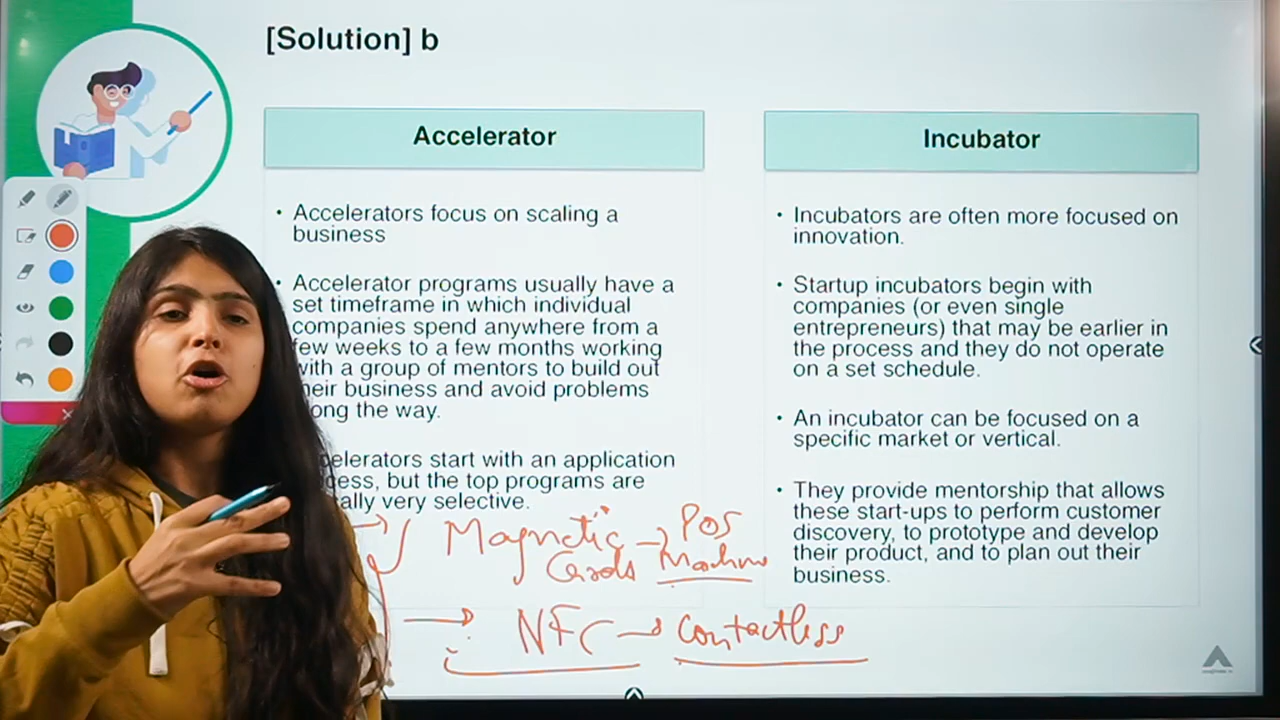 [Solution] b
Accelerator
• Accelerators focus on scaling a
business
Accelerator programs usually have a
set timeframe in which individual
companies spend anywhere from a
few weeks to a few months working
with a group of mentors to build out
heir business and avoid problems
ong the way.
elerators start with an application
cess, but the top programs are
ally very selective.
Incubator
• Incubators are often more focused on
innovation.
• Startup incubators begin with
companies (or even single
entrepreneurs) that may be earlier in
the process and they do not operate
on a set schedule.
• An incubator can be focused on a
specific market or vertical.
• They provide mentorship that allows
these start-ups to perform customer
discovery, to prototype and develop
their product, and to plan out their
business.
→ Magnetic → POS
Cards Machine
→ NFC → Contactless